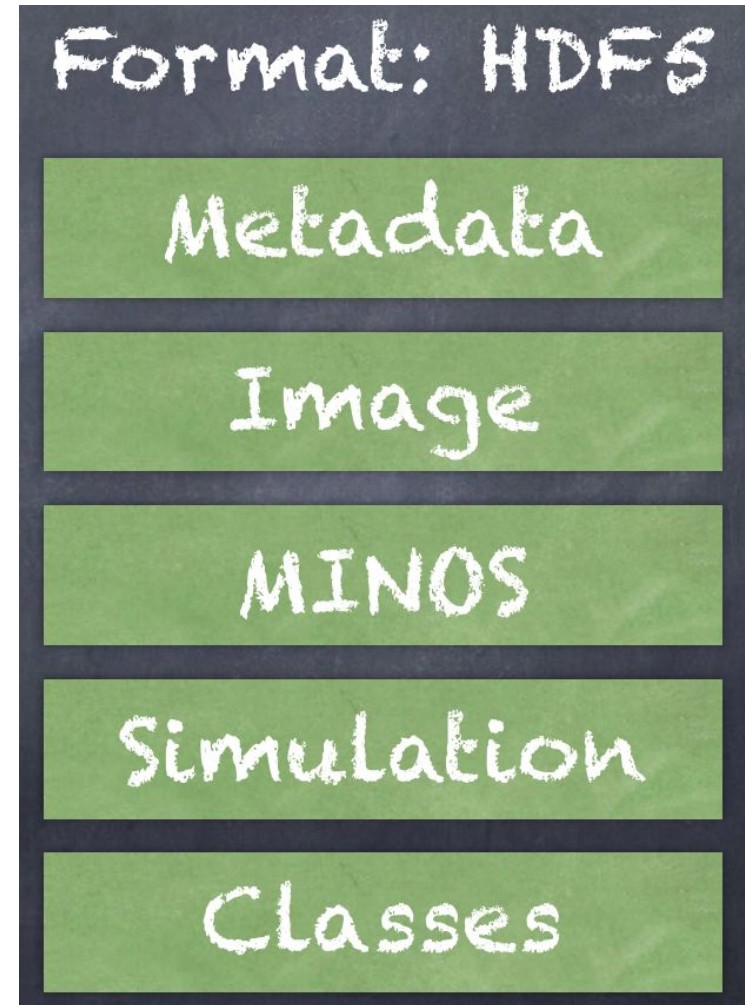 Format: HDF5
Metadata
Image
MINOS
Simulation
Classes